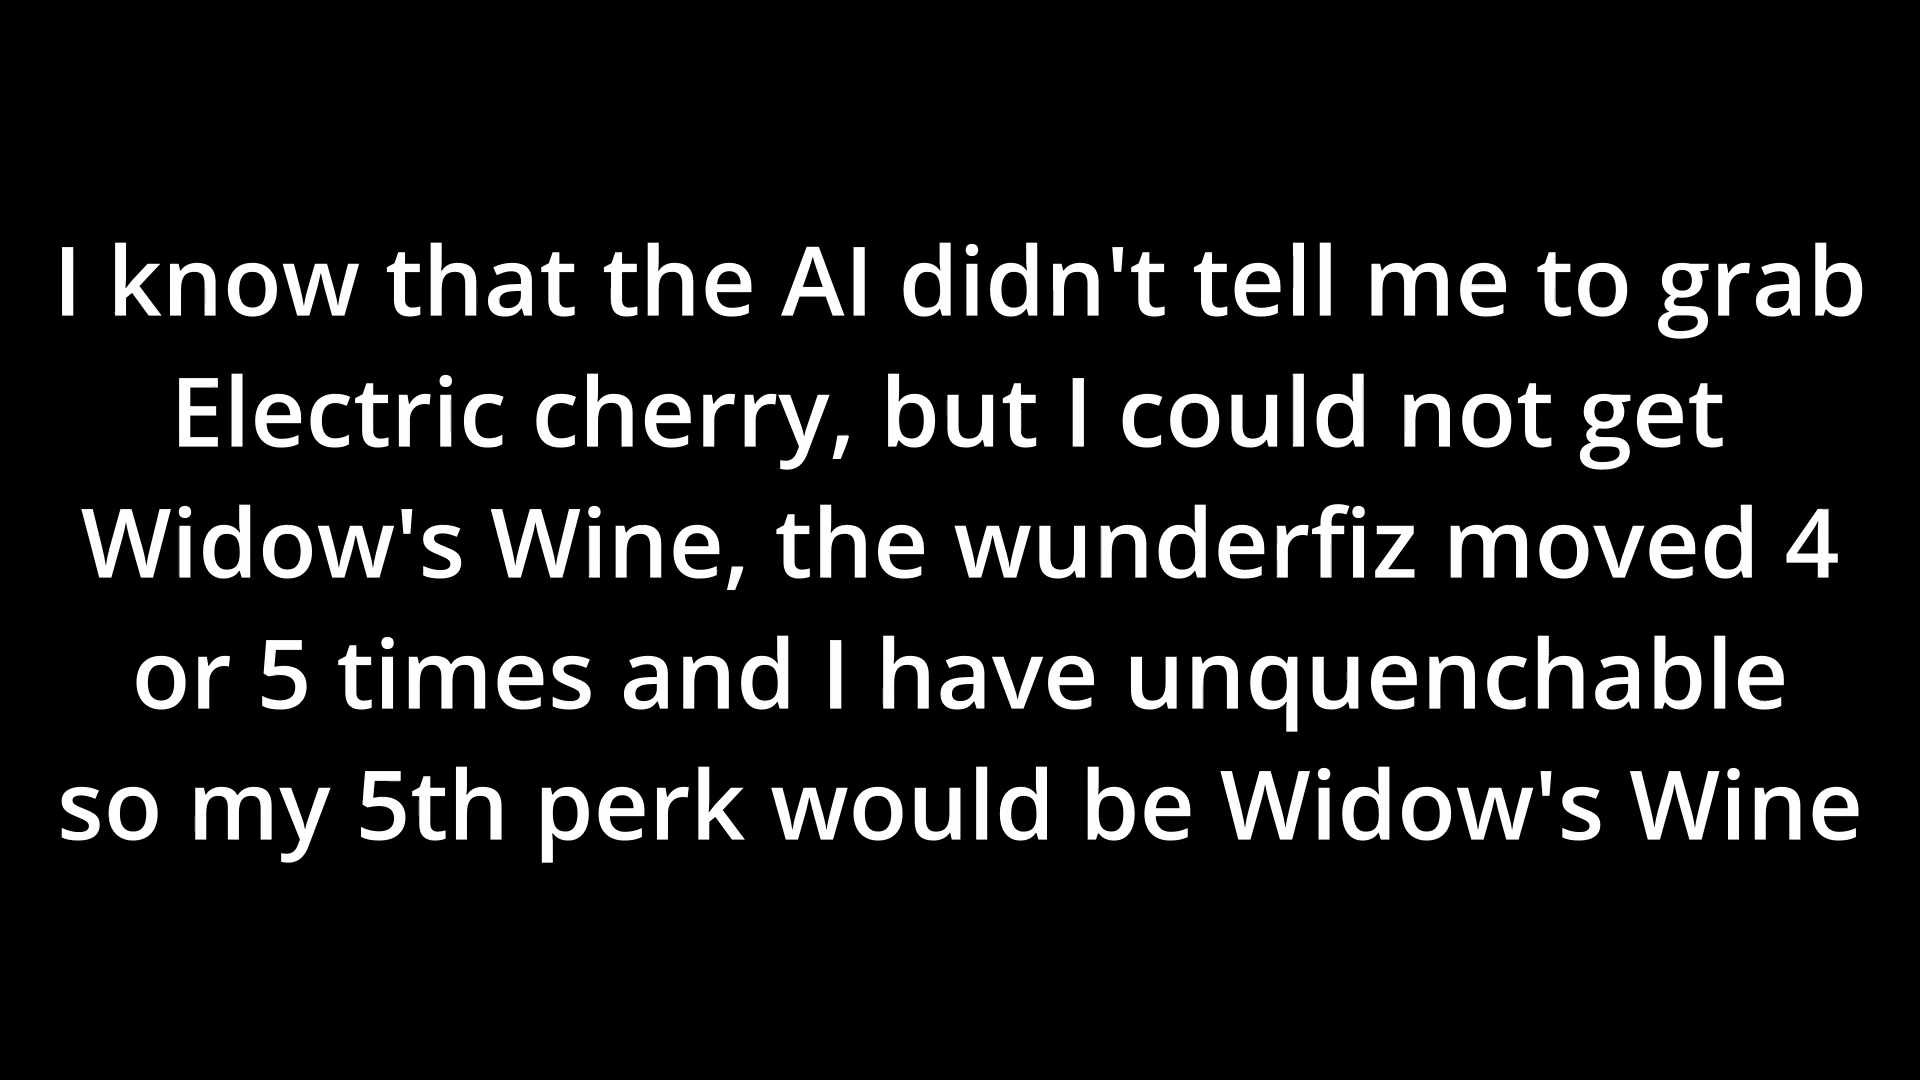 I know that the AI didn't tell me to grab
Electric cherry, but I could not get
Widow's Wine, the wunderfiz moved 4
or 5 times and I have unquenchable
so my 5th perk would be Widow's Wine